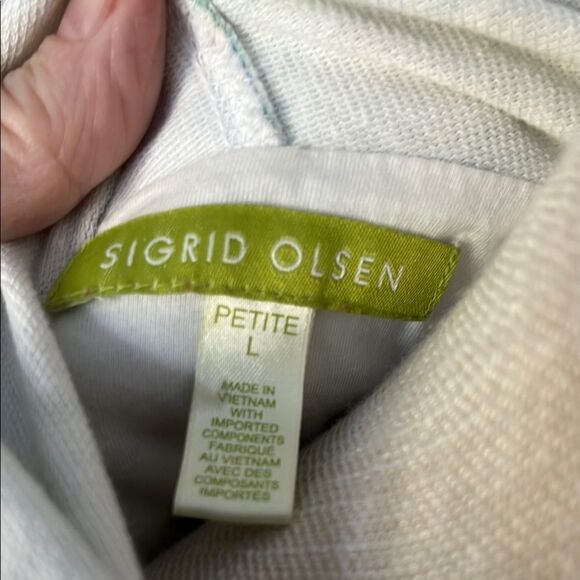 SIGRID OLSEN
PETITE
L
MADE IN
VIETNAM
WITH
IMPORTED
COMPONENTS
FABRIQUÉ
AU VIETNAM
AVEC DES
COMPOSANTS
IMPORTÉS